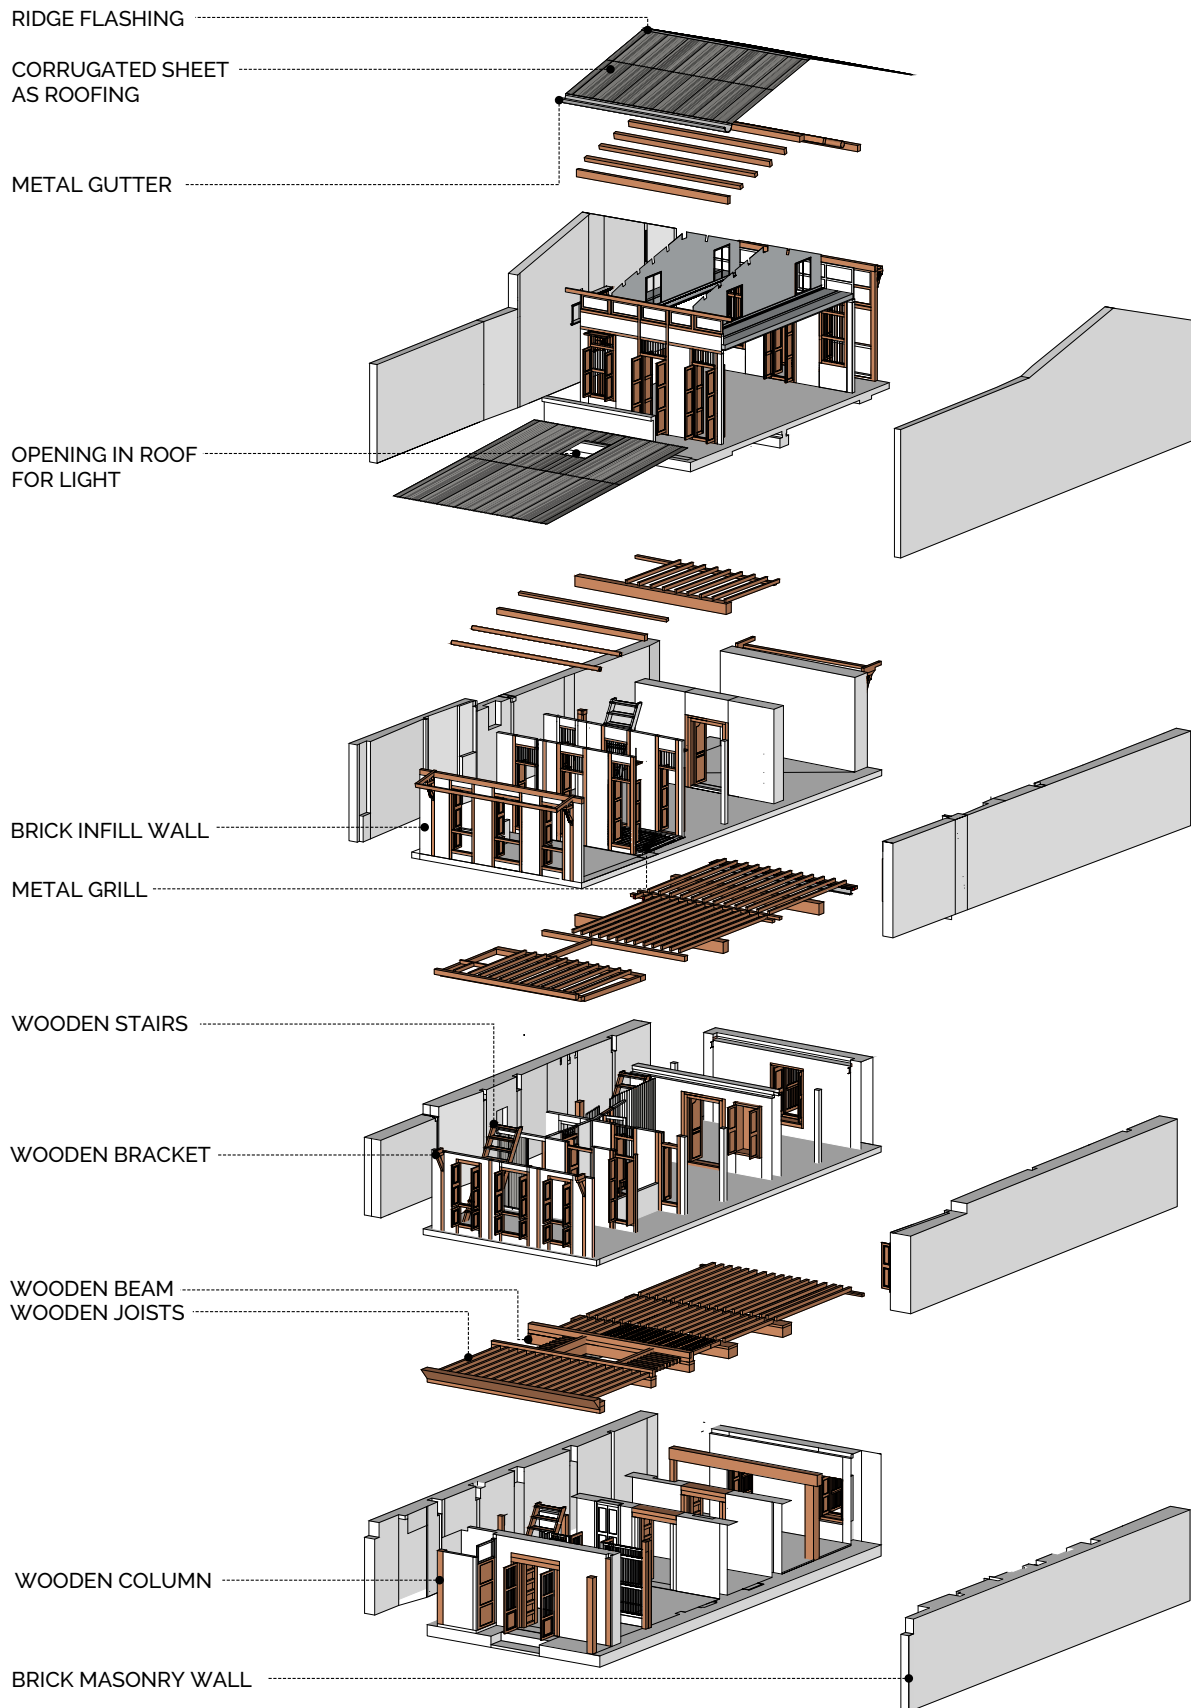 RIDGE FLASHING
CORRUGATED SHEET
AS ROOFING
METAL GUTTER
OPENING IN ROOF
FOR LIGHT
BRICK INFILL WALL
METAL GRILL
WOODEN STAIRS
WOODEN BRACKET
WOODEN BEAM
WOODEN JOISTS
WOODEN COLUMN
BRICK MASONRY WALL